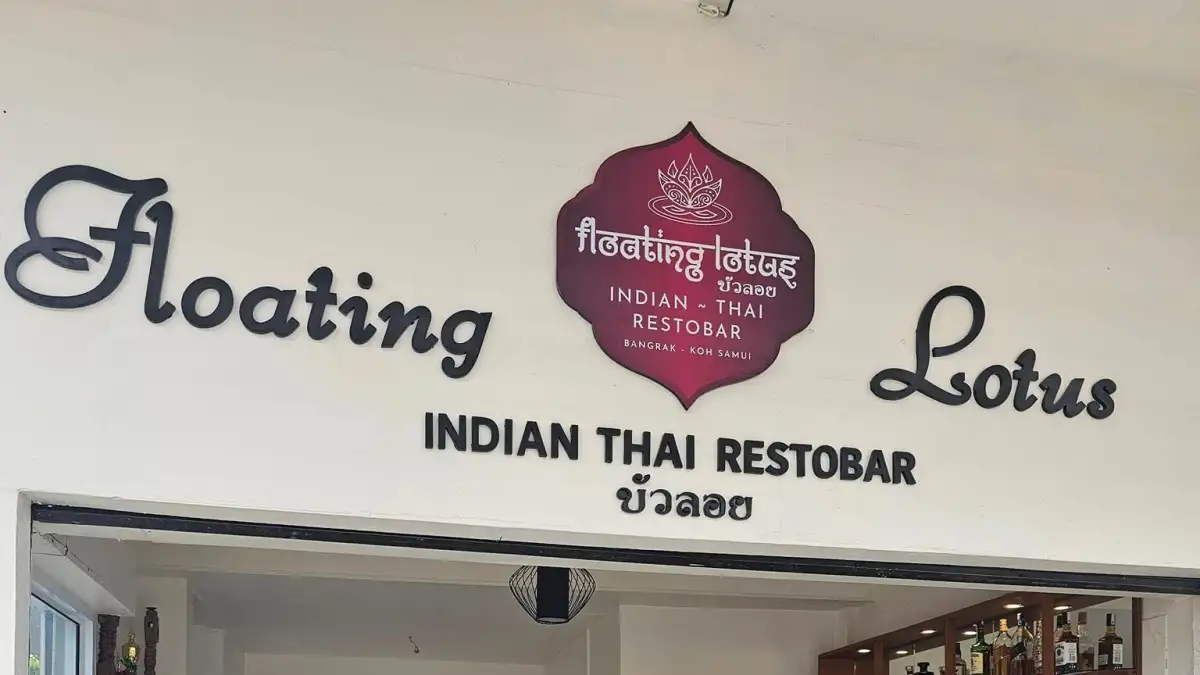 Floating Lotus
floating lotus
บัวลอย
INDIAN ~ THAI
RESTOBAR
BANGRAK - KOH SAMUI
INDIAN THAI RESTOBAR
บัวลอย